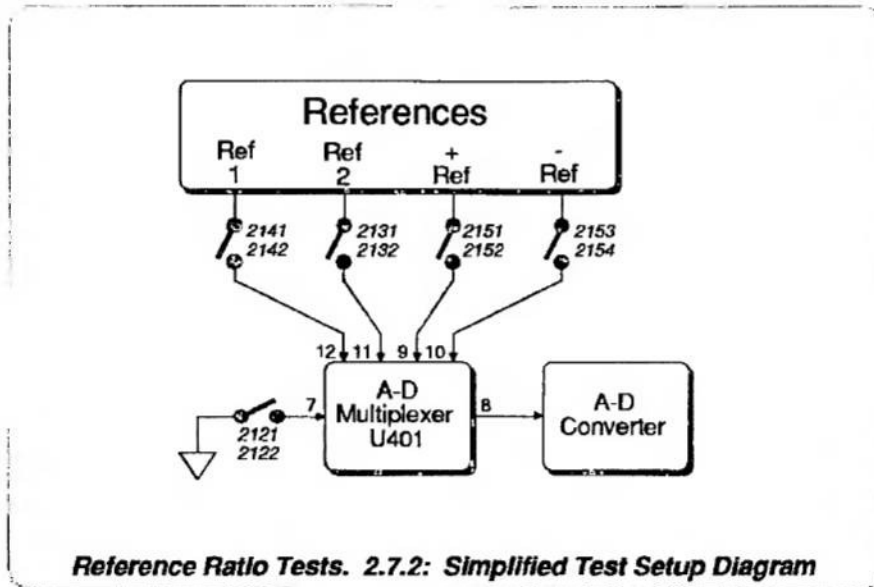 References
Ref Ref + -
1 2 Ref Ref
2141 2131 2151 2153
2142 2132 2152 2154
12 11 9 10
7 A-D 8 A-D
Multiplexer Converter
U401
2121
2122
Reference Ratio Tests. 2.7.2: Simplified Test Setup Diagram